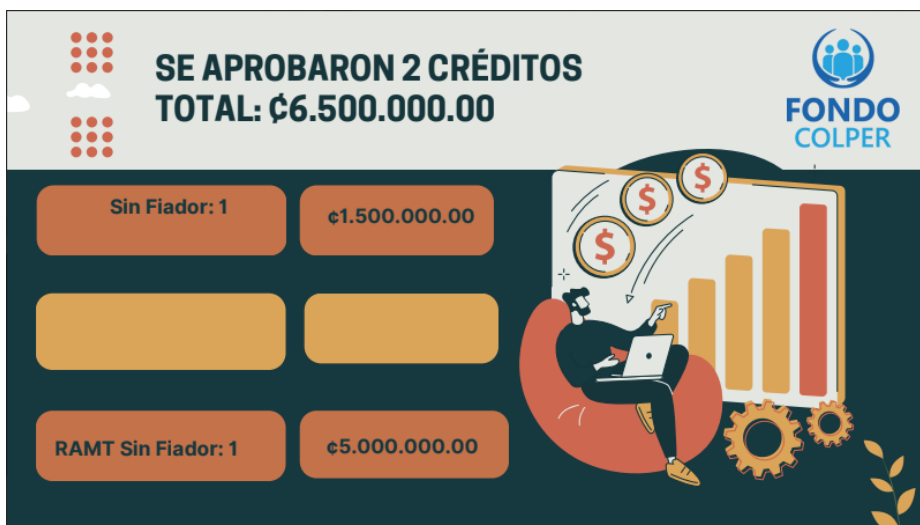 SE APROBARON 2 CRÉDITOS
TOTAL: ₵6.500.000.00
FONDO
COLPER
Sin Fiador: 1
¢1.500.000.00
RAMT Sin Fiador: 1
¢5.000.000.00
$
$
$